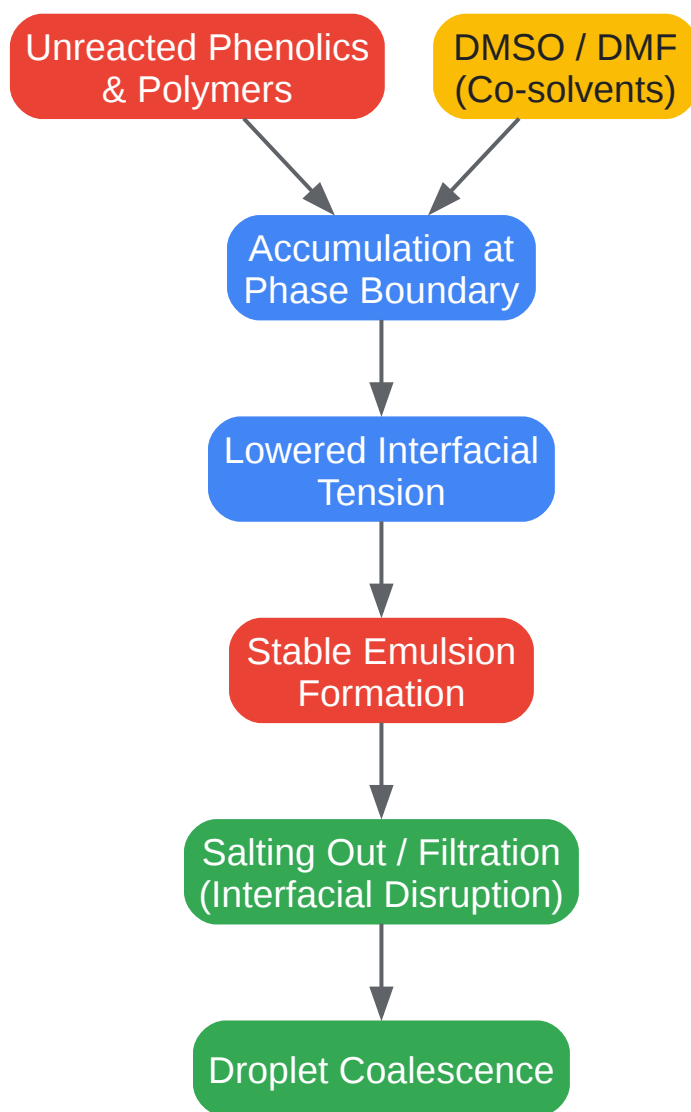 Unreacted Phenolics
& Polymers
DMSO / DMF
(Co-solvents)
Accumulation at
Phase Boundary
Lowered Interfacial
Tension
Stable Emulsion
Formation
Salting Out / Filtration
(Interfacial Disruption)
Droplet Coalescence